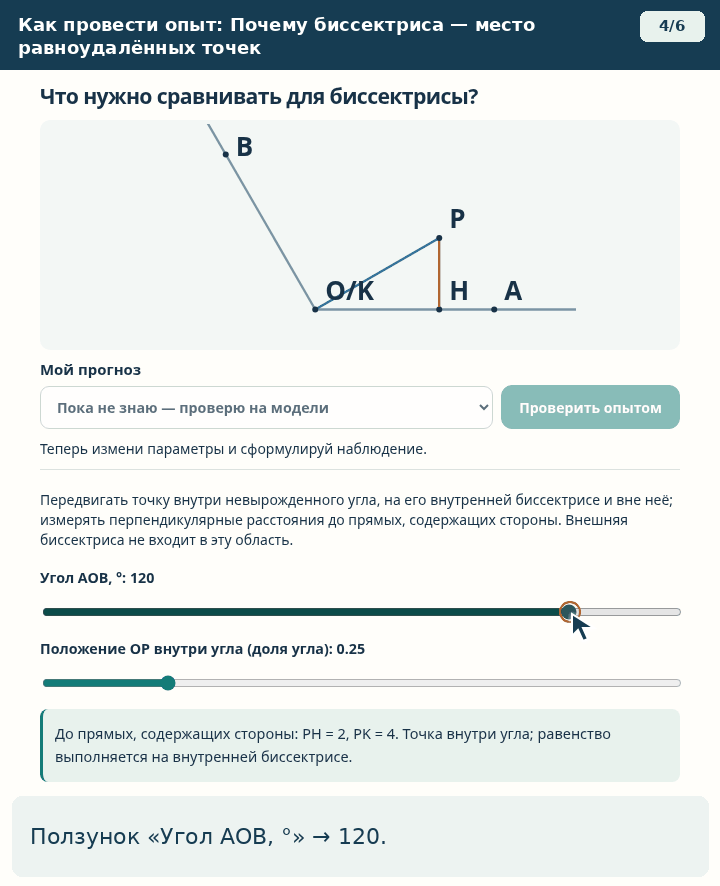 Как провести опыт: Почему биссектриса — место
равноудалённых точек
4/6
Что нужно сравнивать для биссектрисы?
B
P
O/K
H
A
Мой прогноз
Пока не знаю — проверю на модели
Проверить опытом
Теперь измени параметры и сформулируй наблюдение.
Передвигать точку внутри невырожденного угла, на его внутренней биссектрисе и вне неё;
измерять перпендикулярные расстояния до прямых, содержащих стороны. Внешняя
биссектриса не входит в эту область.
Угол AOB, °: 120
Положение OP внутри угла (доля угла): 0.25
До прямых, содержащих стороны: PH = 2, PK = 4. Точка внутри угла; равенство
выполняется на внутренней биссектрисе.
Ползунок «Угол AOB, °» → 120.